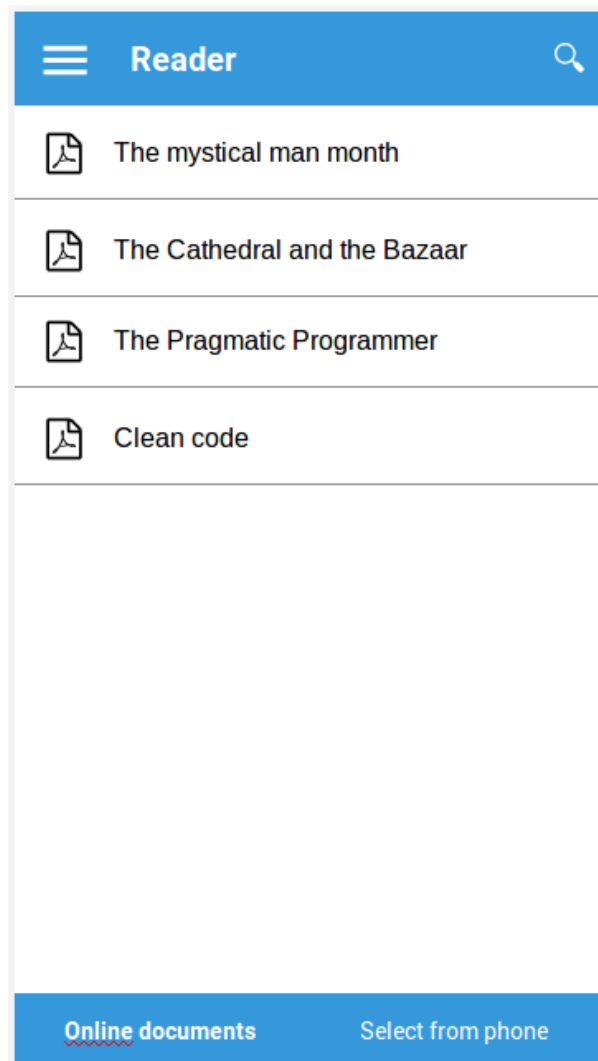 Reader
The mystical man month
The Cathedral and the Bazaar
The Pragmatic Programmer
Clean code
Online documents Select from phone